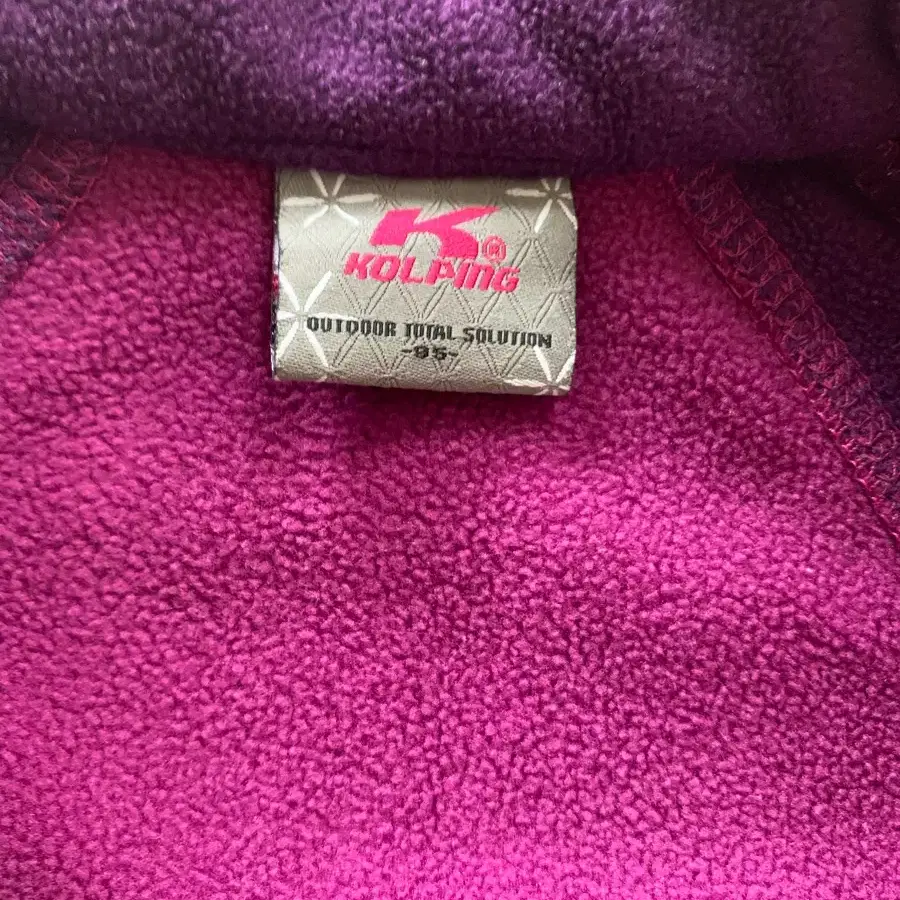 K®
KOLPING
OUTDOOR TOTAL SOLUTION
-95-